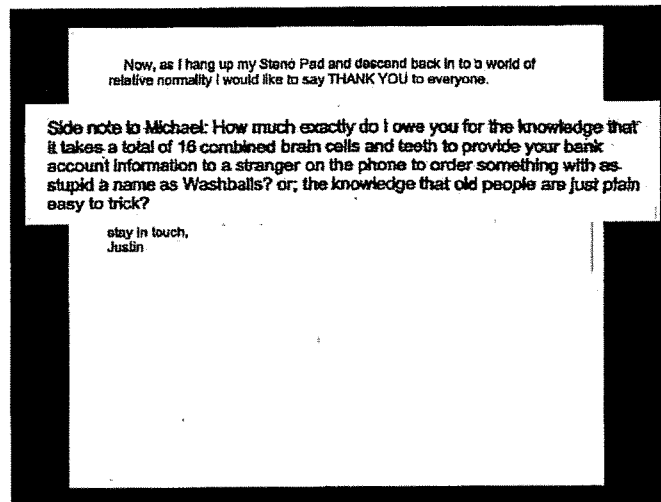 Now, as I hang up my Steno Pad and descend back in to a world of
relative normality I would like to say THANK YOU to everyone.
Side note to Michael: How much exactly do I owe you for the knowledge that
it takes a total of 16 combined brain cells and teeth to provide your bank
account information to a stranger on the phone to order something with as
stupid a name as Washballs? or; the knowledge that old people are just plain
easy to trick?
stay in touch,
Justin